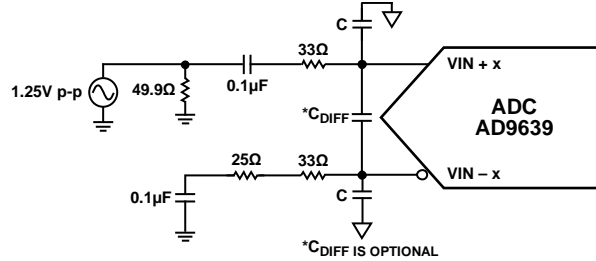 C
33Ω
VIN + x
1.25V p-p
49.9Ω
0.1µF
*CDIFF
ADC
AD9639
25Ω
33Ω
VIN – x
0.1µF
C
*CDIFF IS OPTIONAL